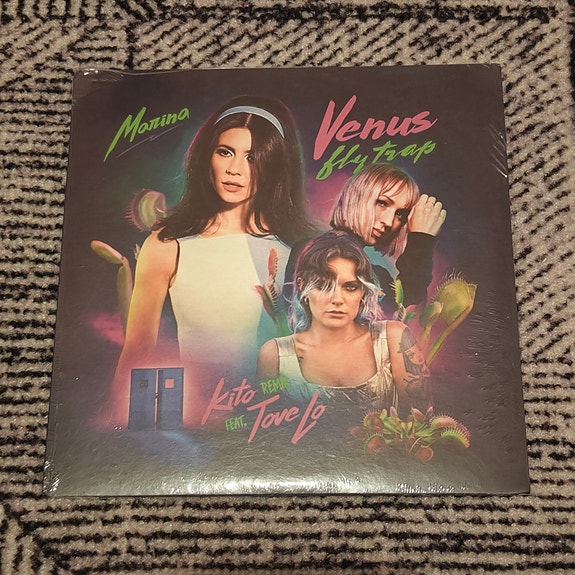 Marina
Venus
fly trap
Kito REMIX
FEAT. Tove Lo